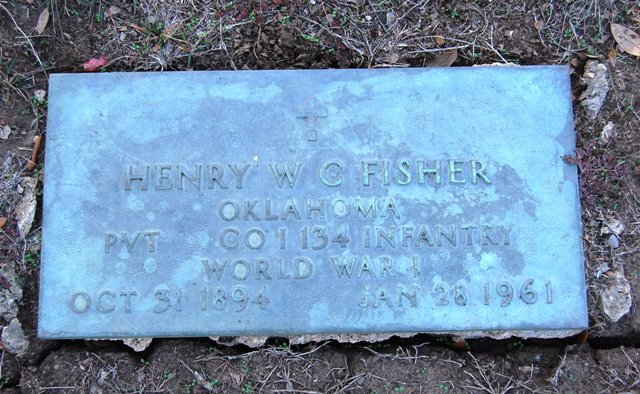 HENRY W C FISHER
OKLAHOMA
PVT CO I 134 INFANTRY
WORLD WAR I
OCT 31 1894 JAN 28 1961